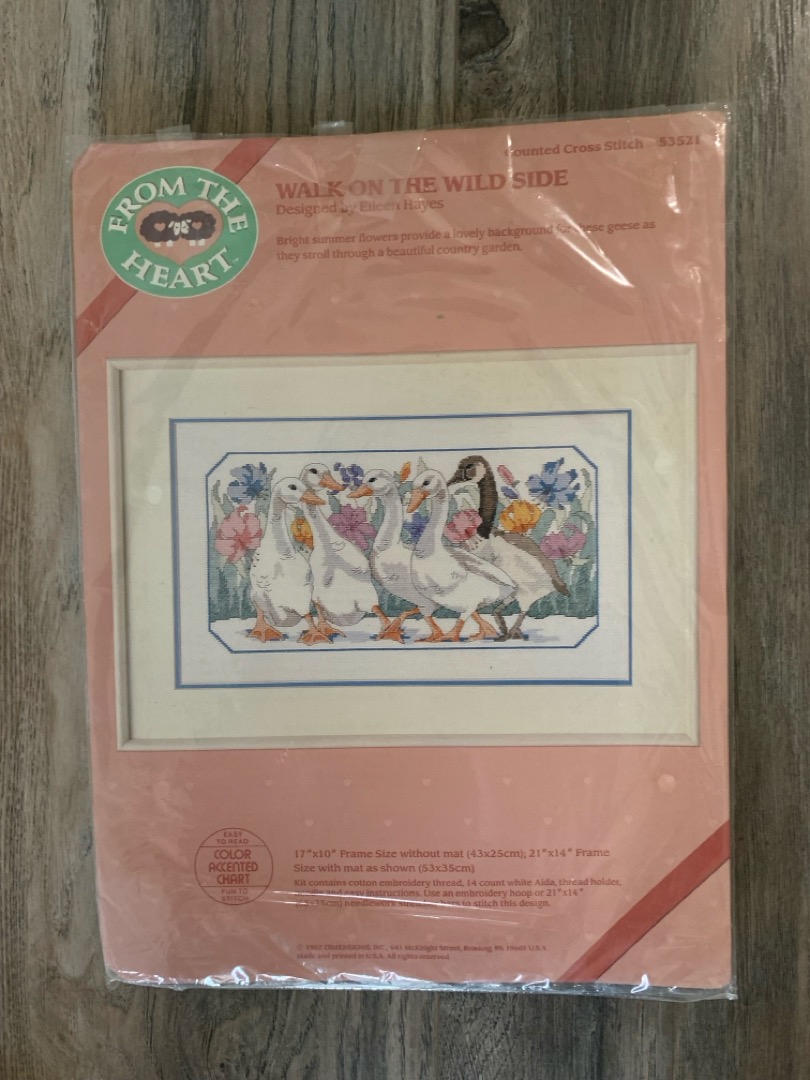 Counted Cross Stitch 53521
FROM THE
HEART
WALK ON THE WILD SIDE
Designed by Eileen Hayes
Bright summer flowers provide a lovely background for these geese as
they stroll through a beautiful country garden.
EASY
TO READ
COLOR
ACCENTED
CHART
FUN TO
STITCH
17"x10" Frame Size without mat (43x25cm); 21"x14" Frame
Size with mat as shown (53x35cm)
Kit contains cotton embroidery thread, 14 count white Aida, thread holder,
needle and easy instructions. Use an embroidery hoop or 21"x14"
(53x35cm) needlework stretcher bars to stitch this design.
DIMENSIONS, INC., 641 McKnight Street, Reading, PA 19601 U.S.A.
Made and printed in U.S.A. All rights reserved.